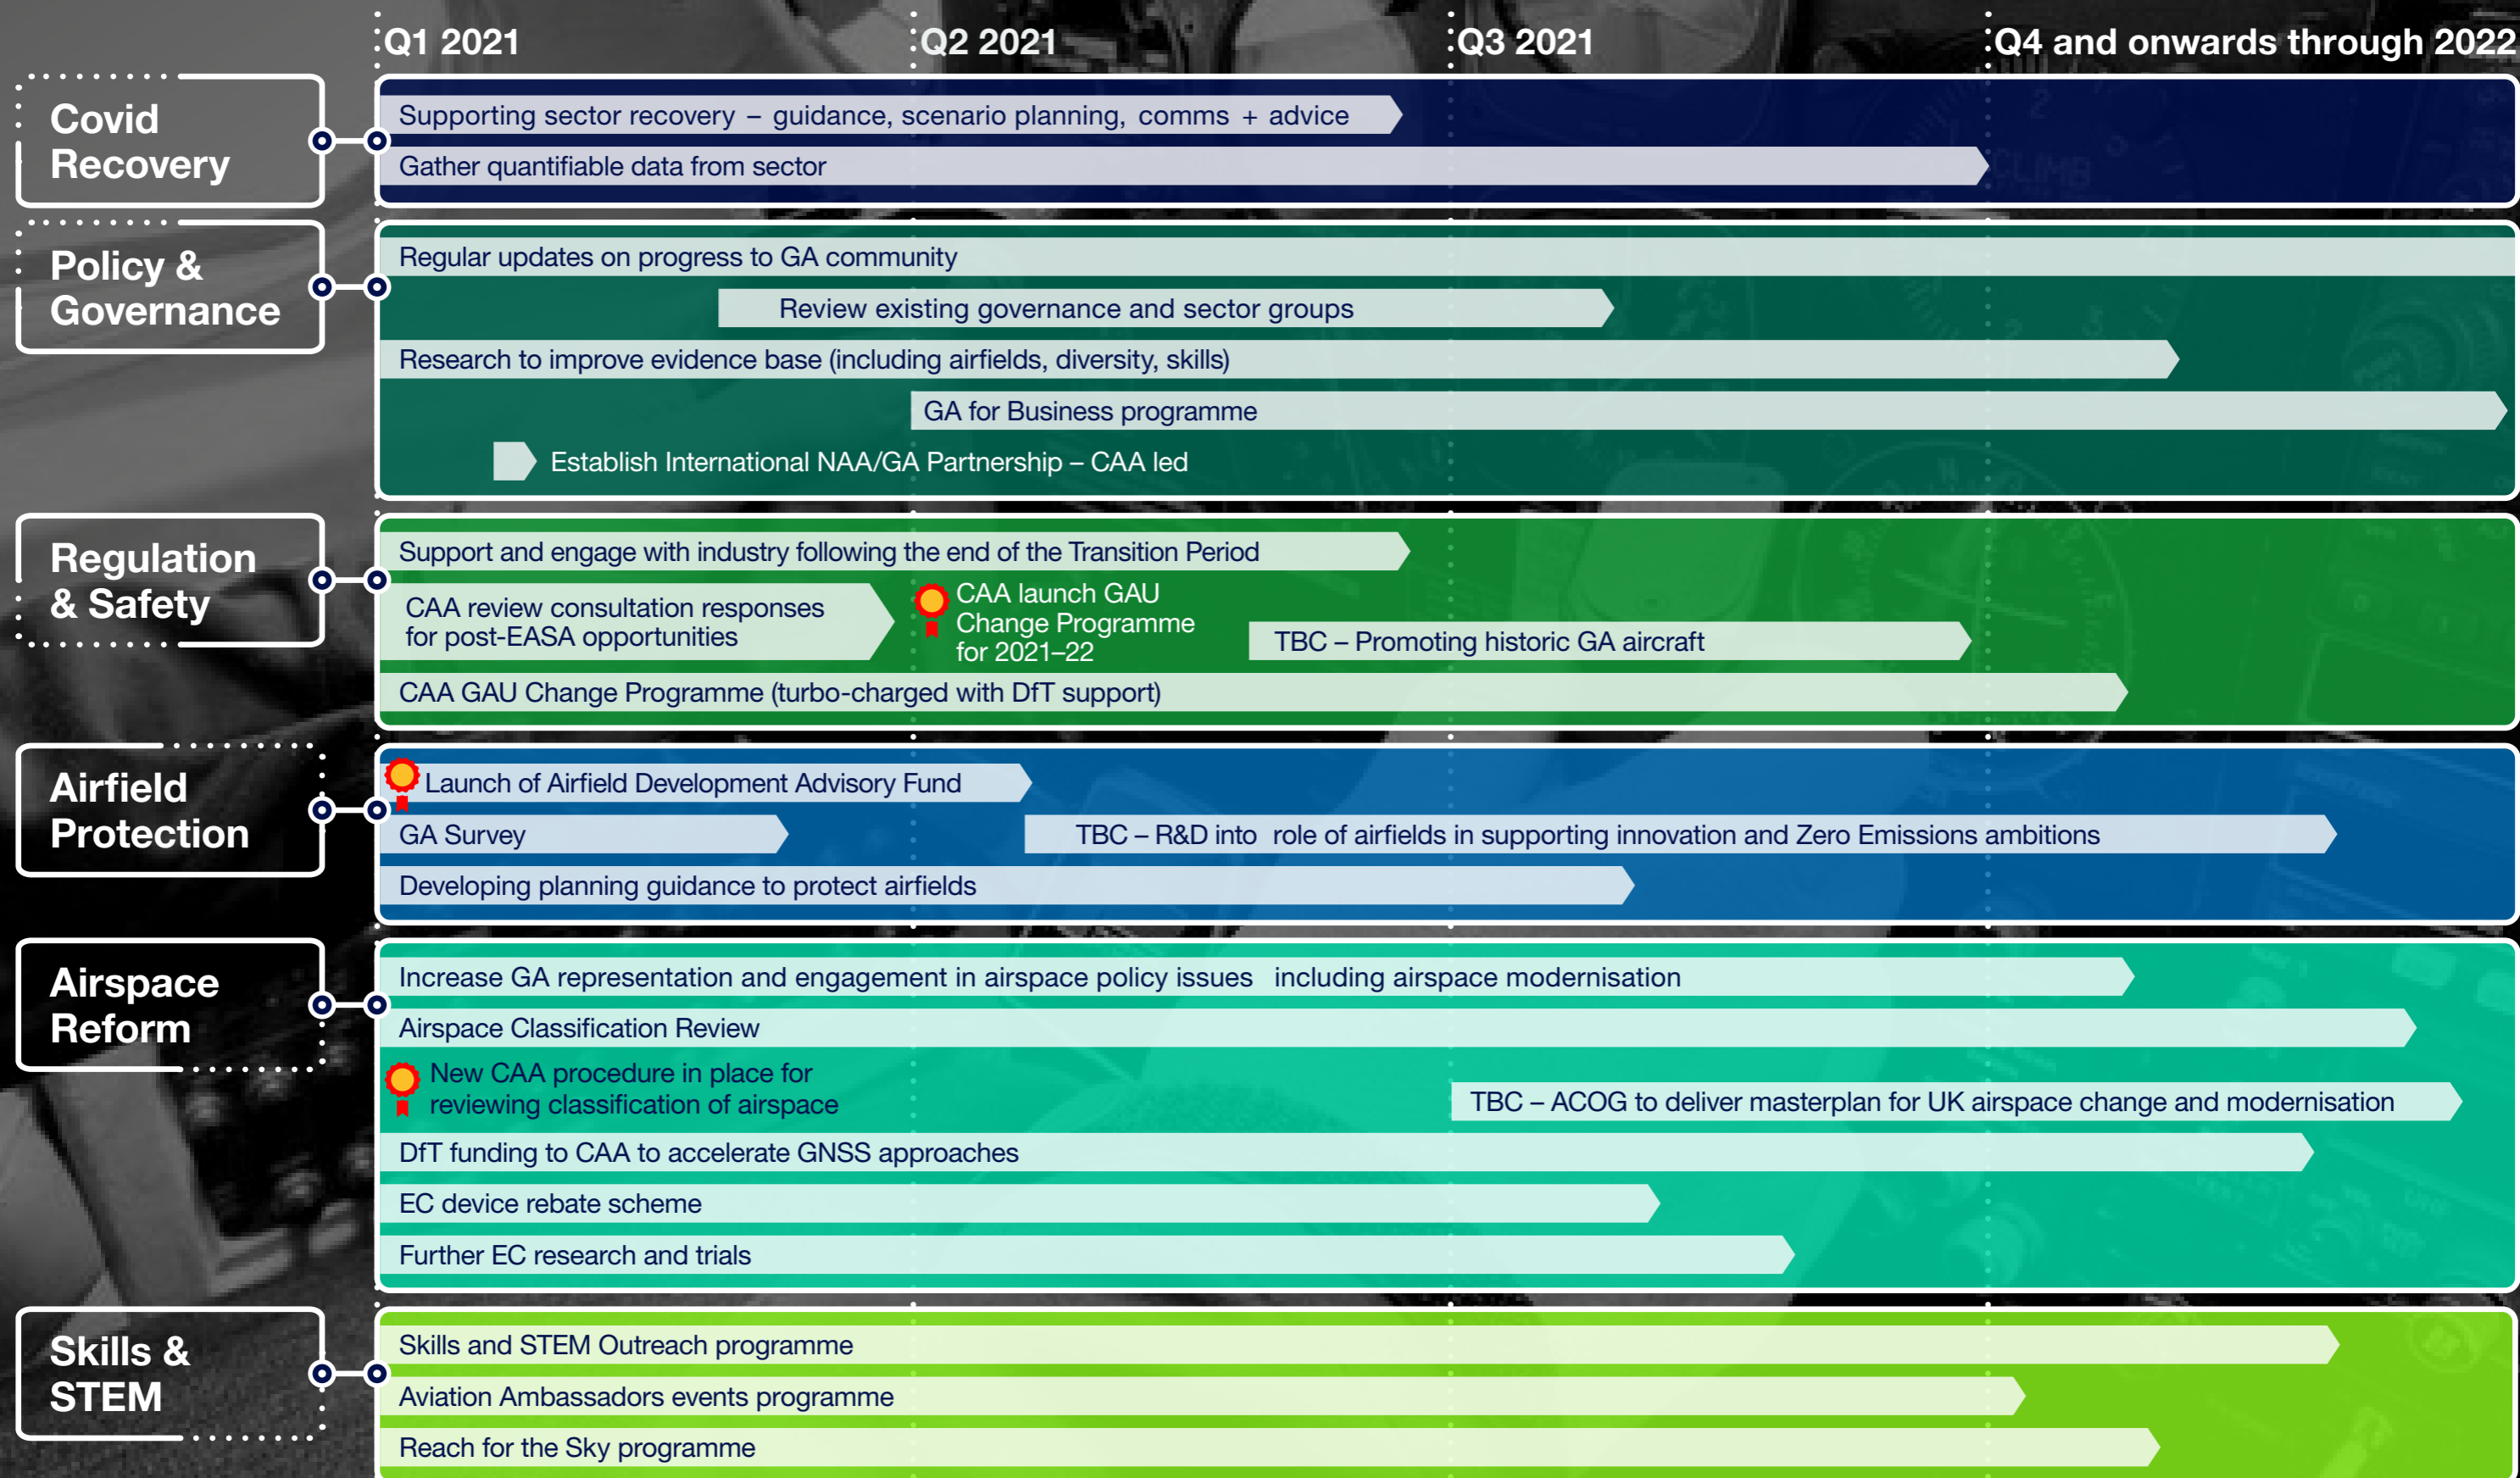 Q1 2021
Q2 2021
Q3 2021
Q4 and onwards through 2022
Covid
Recovery
Supporting sector recovery – guidance, scenario planning, comms + advice
Gather quantifiable data from sector
Policy &
Governance
Regular updates on progress to GA community
Review existing governance and sector groups
Research to improve evidence base (including airfields, diversity, skills)
GA for Business programme
Establish International NAA/GA Partnership – CAA led
Regulation
& Safety
Support and engage with industry following the end of the Transition Period
CAA review consultation responses
for post-EASA opportunities
CAA launch GAU
Change Programme
for 2021–22
TBC – Promoting historic GA aircraft
CAA GAU Change Programme (turbo-charged with DfT support)
Airfield
Protection
Launch of Airfield Development Advisory Fund
GA Survey
TBC – R&D into role of airfields in supporting innovation and Zero Emissions ambitions
Developing planning guidance to protect airfields
Airspace
Reform
Increase GA representation and engagement in airspace policy issues including airspace modernisation
Airspace Classification Review
New CAA procedure in place for
reviewing classification of airspace
TBC – ACOG to deliver masterplan for UK airspace change and modernisation
DfT funding to CAA to accelerate GNSS approaches
EC device rebate scheme
Further EC research and trials
Skills &
STEM
Skills and STEM Outreach programme
Aviation Ambassadors events programme
Reach for the Sky programme